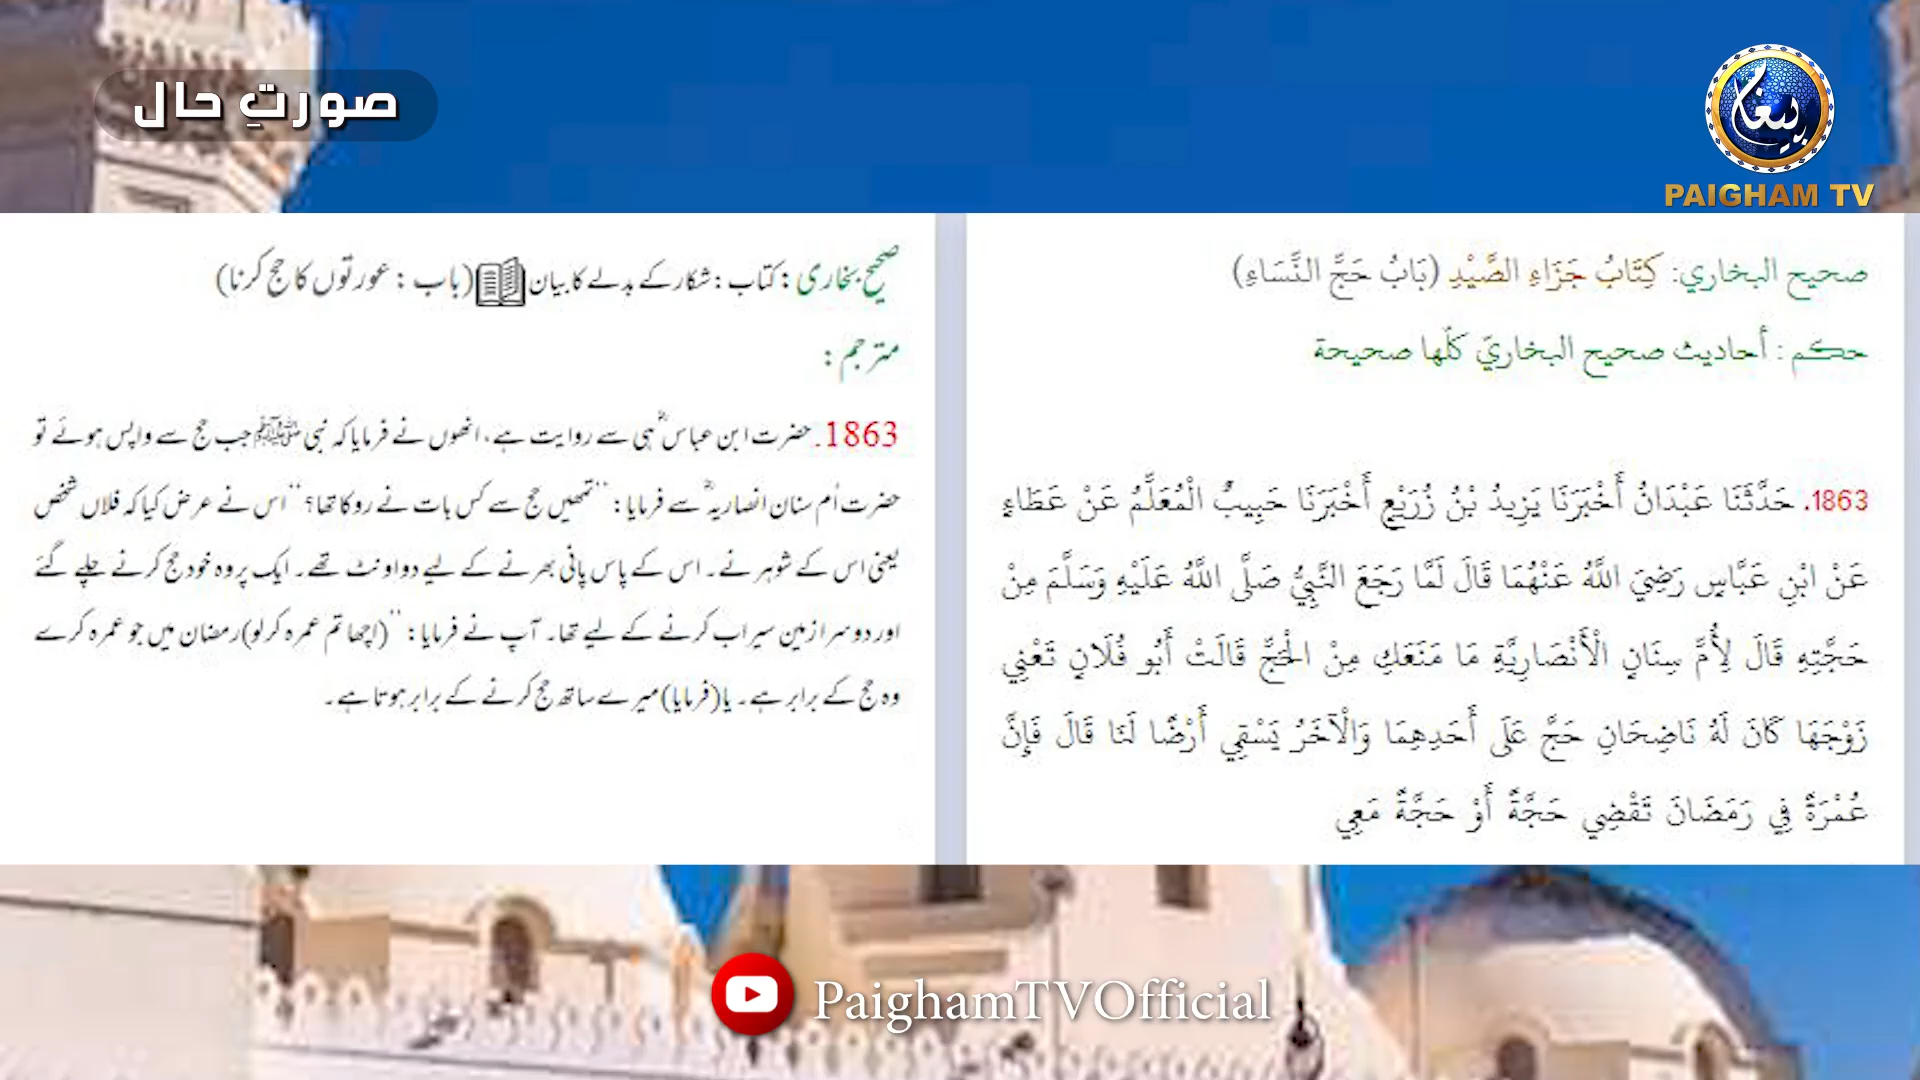 صورتِ حال
پیغام
PAIGHAM TV
صحيح البخاري: كِتَابُ جَزَاءِ الصَّيْدِ (بَابُ حَجِّ النِّسَاءِ)
حكم : أحاديث صحيح البخاريّ كلّها صحيحة
1863. حَدَّثَنَا عَبْدَانُ أَخْبَرَنَا يَزِيدُ بْنُ زُرَيْعٍ أَخْبَرَنَا حَبِيبٌ الْمُعَلِّمُ عَنْ عَطَاءٍ
عَنْ ابْنِ عَبَّاسٍ رَضِيَ اللَّهُ عَنْهُمَا قَالَ لَمَّا رَجَعَ النَّبِيُّ صَلَّى اللَّهُ عَلَيْهِ وَسَلَّمَ مِنْ
حَجَّتِهِ قَالَ لِأُمِّ سِنَانٍ الْأَنْصَارِيَّةِ مَا مَنَعَكِ مِنْ الْحَجِّ قَالَتْ أَبُو فُلَانٍ تَعْنِي
زَوْجَهَا كَانَ لَهُ نَاضِحَانِ حَجَّ عَلَى أَحَدِهِمَا وَالْآخَرُ يَسْقِي أَرْضًا لَنَا قَالَ فَإِنَّ
عُمْرَةً فِي رَمَضَانَ تَقْضِي حَجَّةً أَوْ حَجَّةً مَعِي
صحیح بخاری : کتاب : شکار کے بدلے کا بیان (باب : عورتوں کا حج کرنا)
مترجم :
1863. حضرت ابن عباس ؓ ہی سے روایت ہے، انھوں نے فرمایا کہ نبی ﷺ جب حج سے واپس ہوئے تو
حضرت اُم سنان انصاریہ ؓ سے فرمایا : ’’تمھیں حج سے کس بات نے روکا تھا؟‘‘ اس نے عرض کیا کہ فلاں شخص
یعنی اس کے شوہر نے۔ اس کے پاس پانی بھرنے کے لیے دو اونٹ تھے۔ ایک پر وہ خود حج کرنے چلے گئے
اور دوسرا زمین سیراب کرنے کے لیے تھا۔ آپ نے فرمایا : ’’(اچھا تم عمرہ کرلو) رمضان میں جو عمرہ کرے
وہ حج کے برابر ہے۔ یا (فرمایا) میرے ساتھ حج کرنے کے برابر ہوتا ہے۔
PaighamTVOfficial